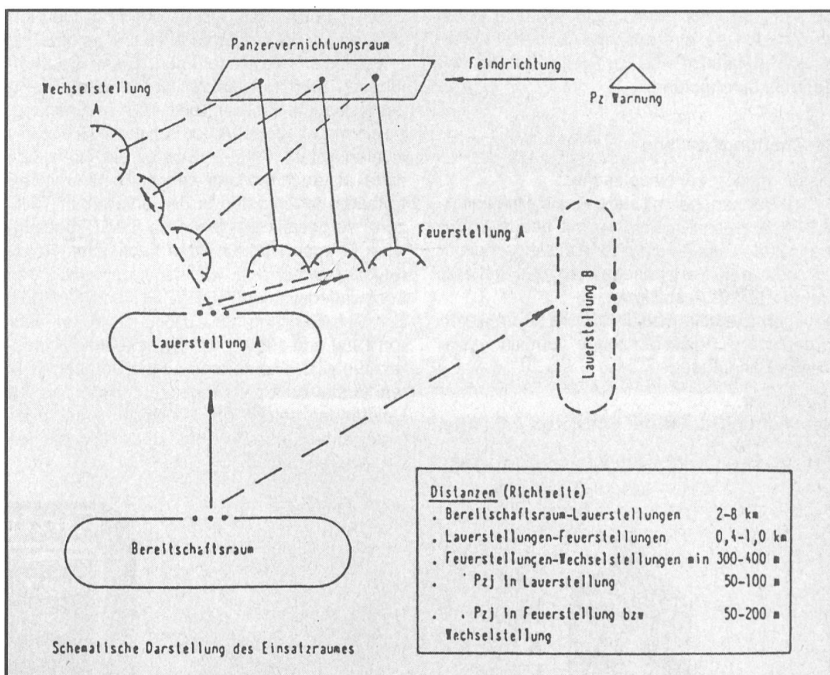 Panzervernichtungsraum
Feindrichtung
Pz Warnung
Wechselstellung
A
Feuerstellung A
Lauerstellung B
Lauerstellung A
Bereitschaftsraum
Distanzen (Richtweite)
. Bereitschaftsraum-Lauerstellungen 2-8 km
. Lauerstellungen-Feuerstellungen 0,4-1,0 km
. Feuerstellungen-Wechselstellungen min 300-400 m
. " Pzj in Lauerstellung 50-100 m
. . Pzj in Feuerstellung bzw 50-200 m
Wechselstellung
Schematische Darstellung des Einsatzraumes